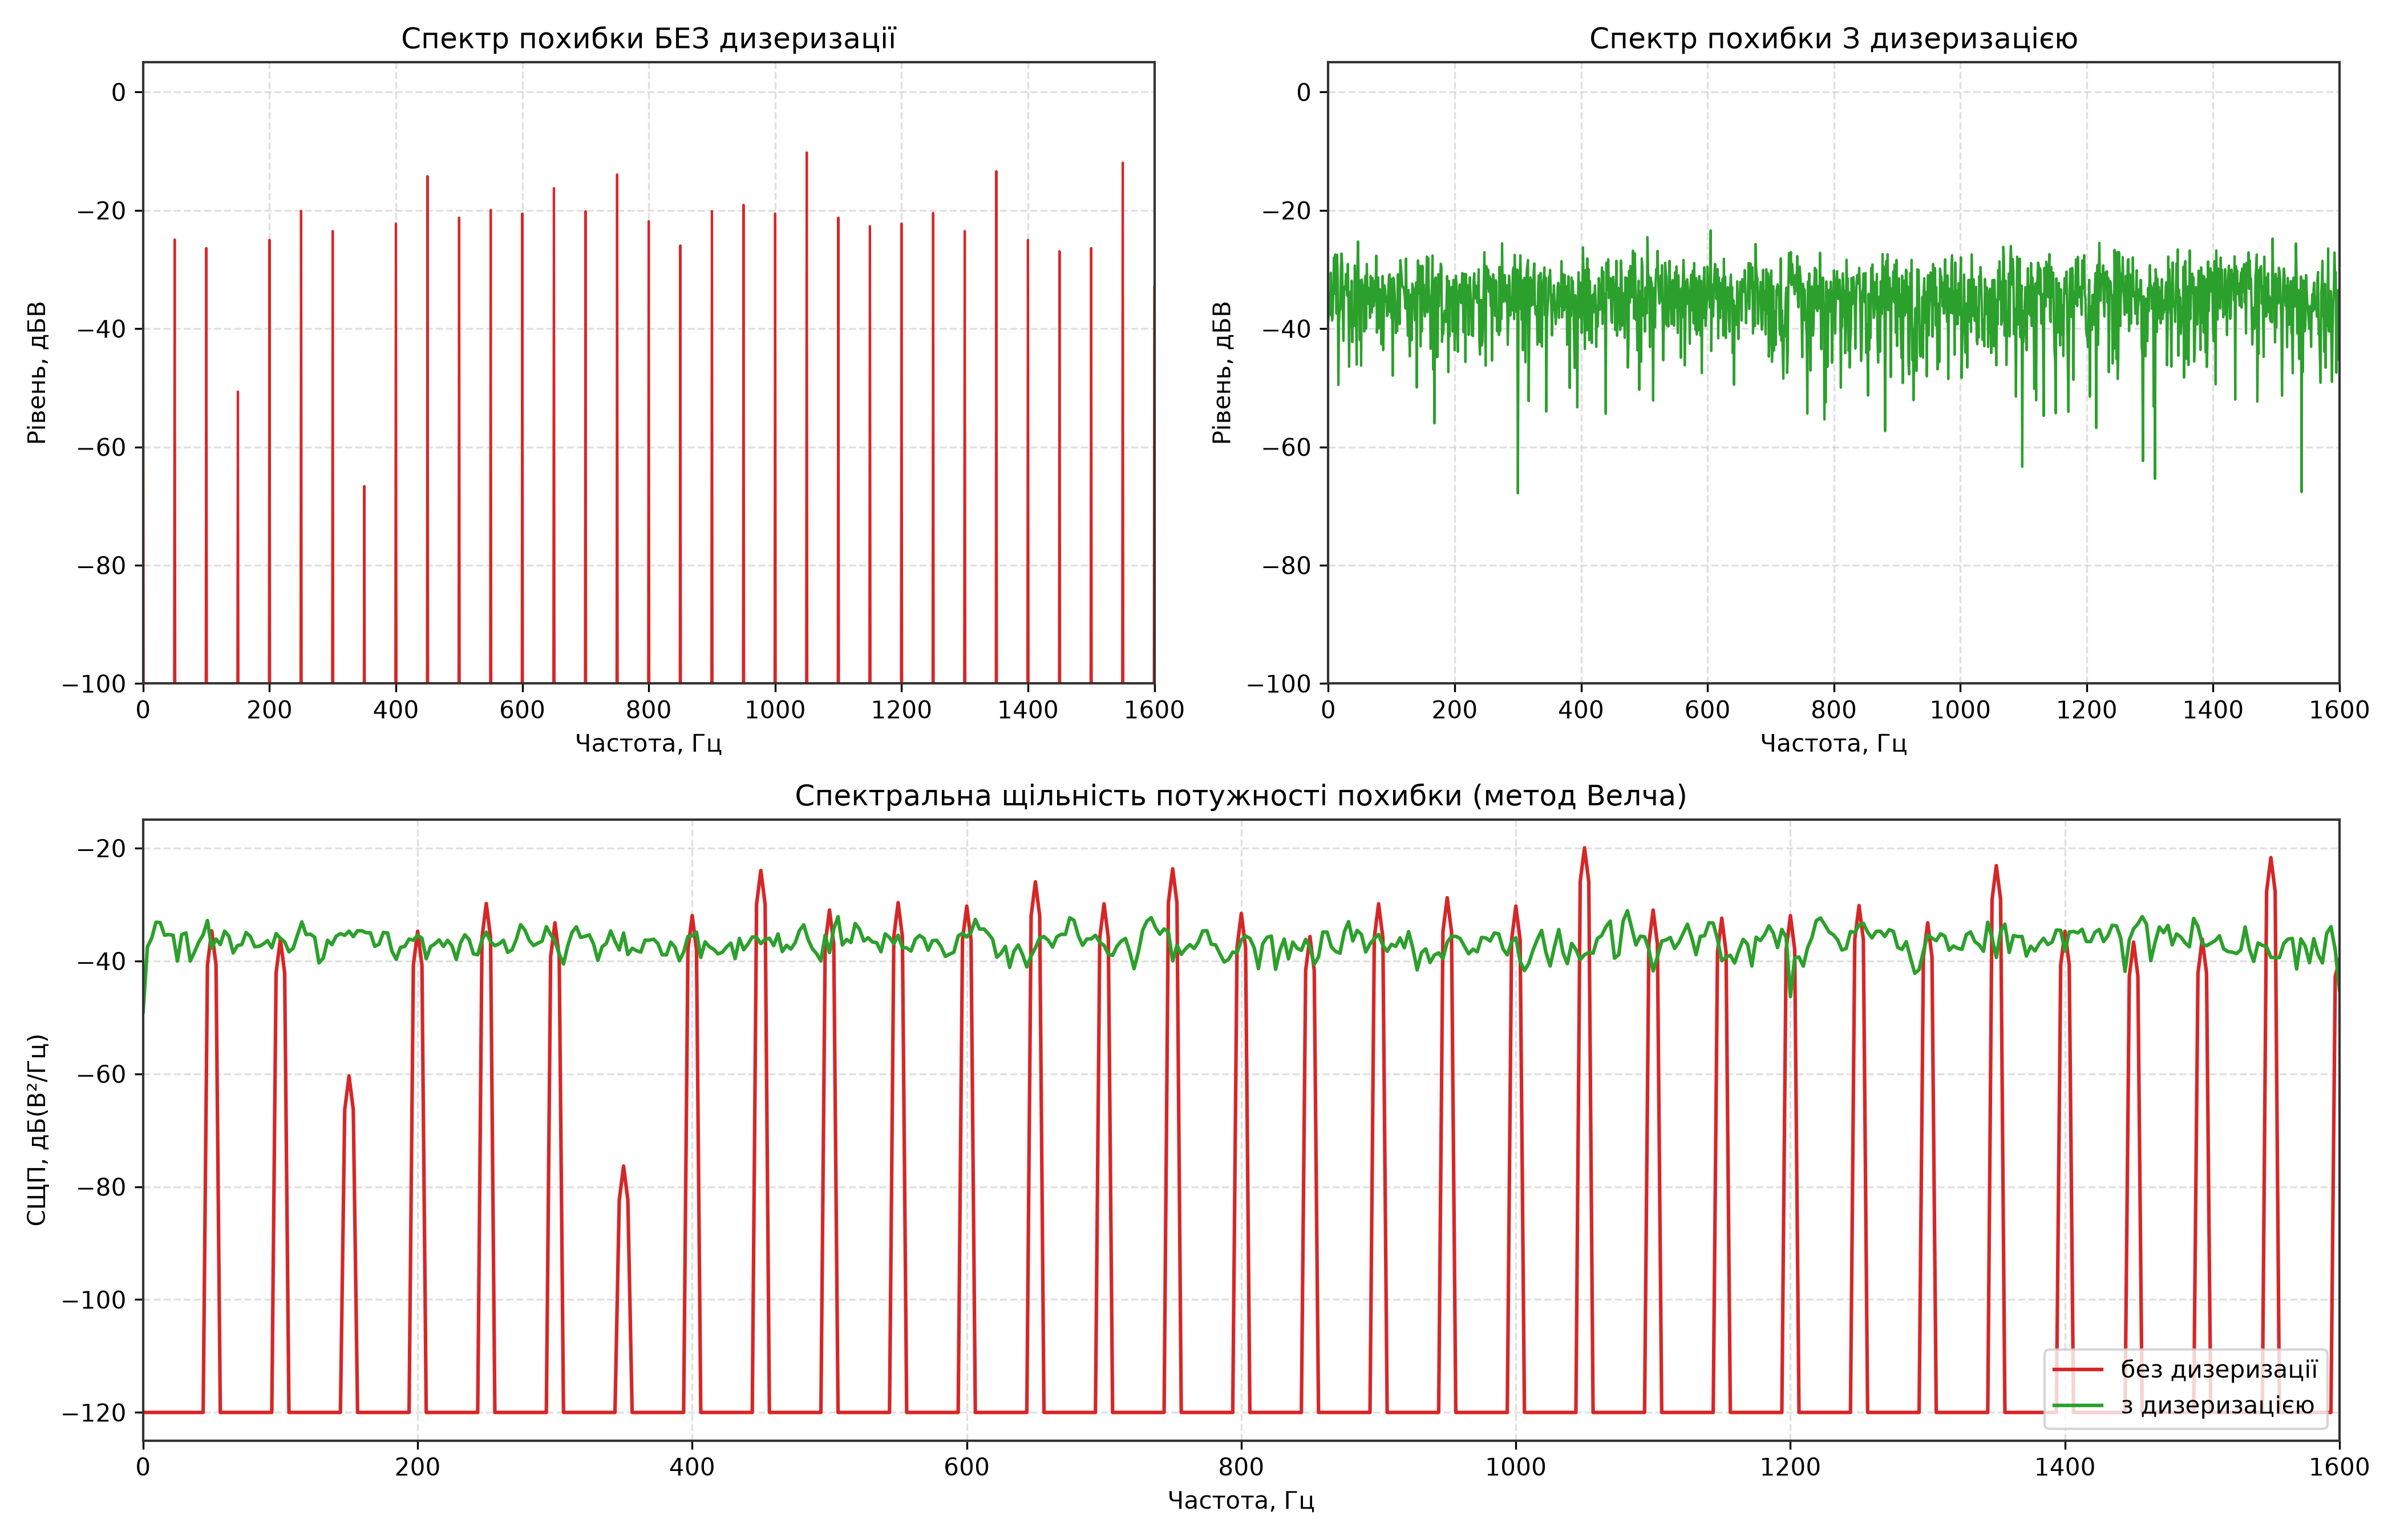 Спектр похибки БЕЗ дизеризації
0
−20
−40
−60
−80
−100
Рівень, дБВ
0 200 400 600 800 1000 1200 1400 1600
Частота, Гц
Спектр похибки З дизеризацією
0
−20
−40
−60
−80
−100
Рівень, дБВ
0 200 400 600 800 1000 1200 1400 1600
Частота, Гц
Спектральна щільність потужності похибки (метод Велча)
−20
−40
−60
−80
−100
−120
СЩП, дБ(В²/Гц)
0 200 400 600 800 1000 1200 1400 1600
Частота, Гц
без дизеризації
з дизеризацією